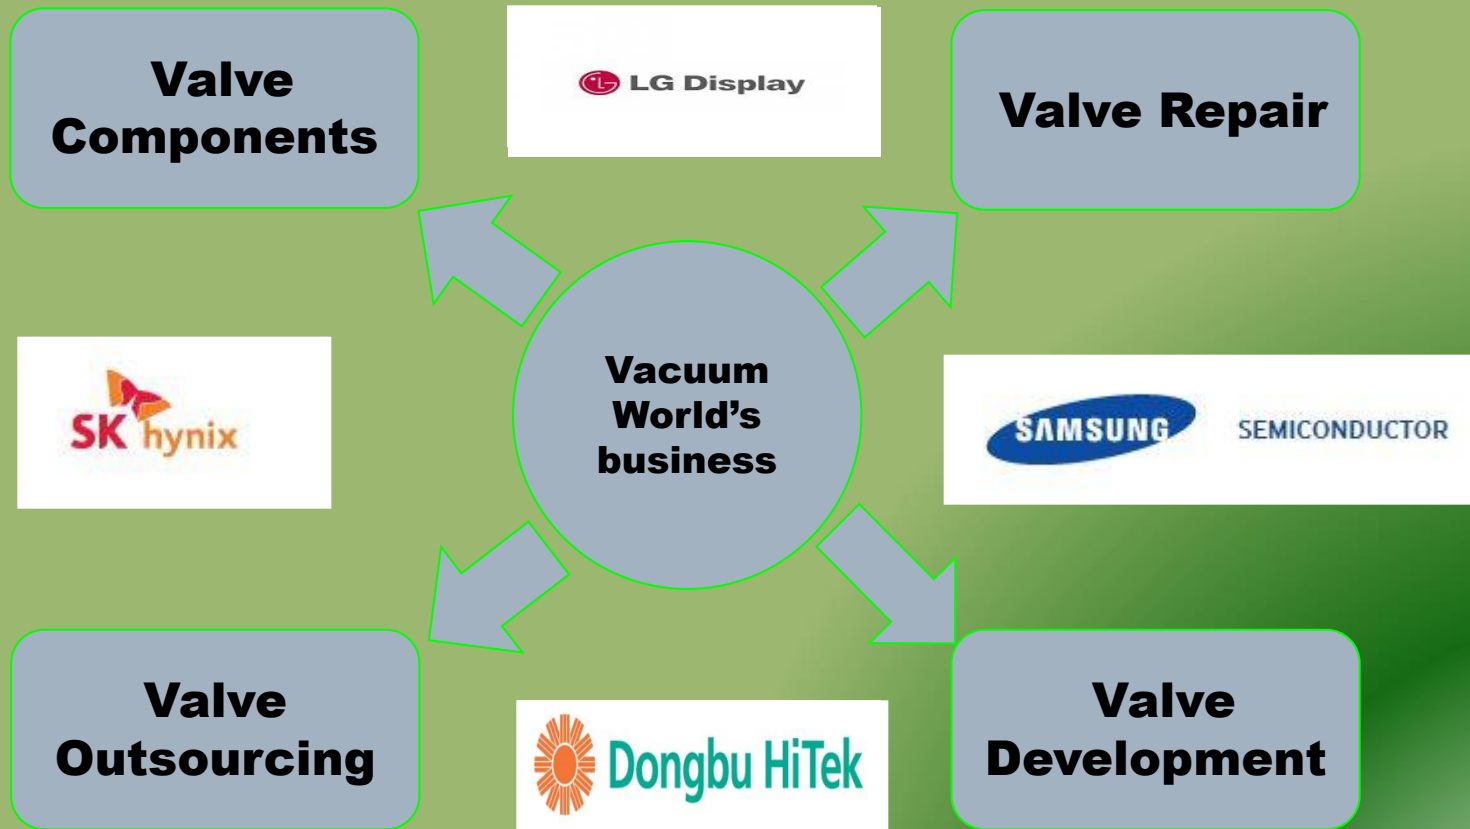 Valve
Components
LG Display
Valve Repair
Vacuum
World’s
business
SK hynix
SAMSUNG SEMICONDUCTOR
Valve
Outsourcing
Dongbu HiTek
Valve
Development